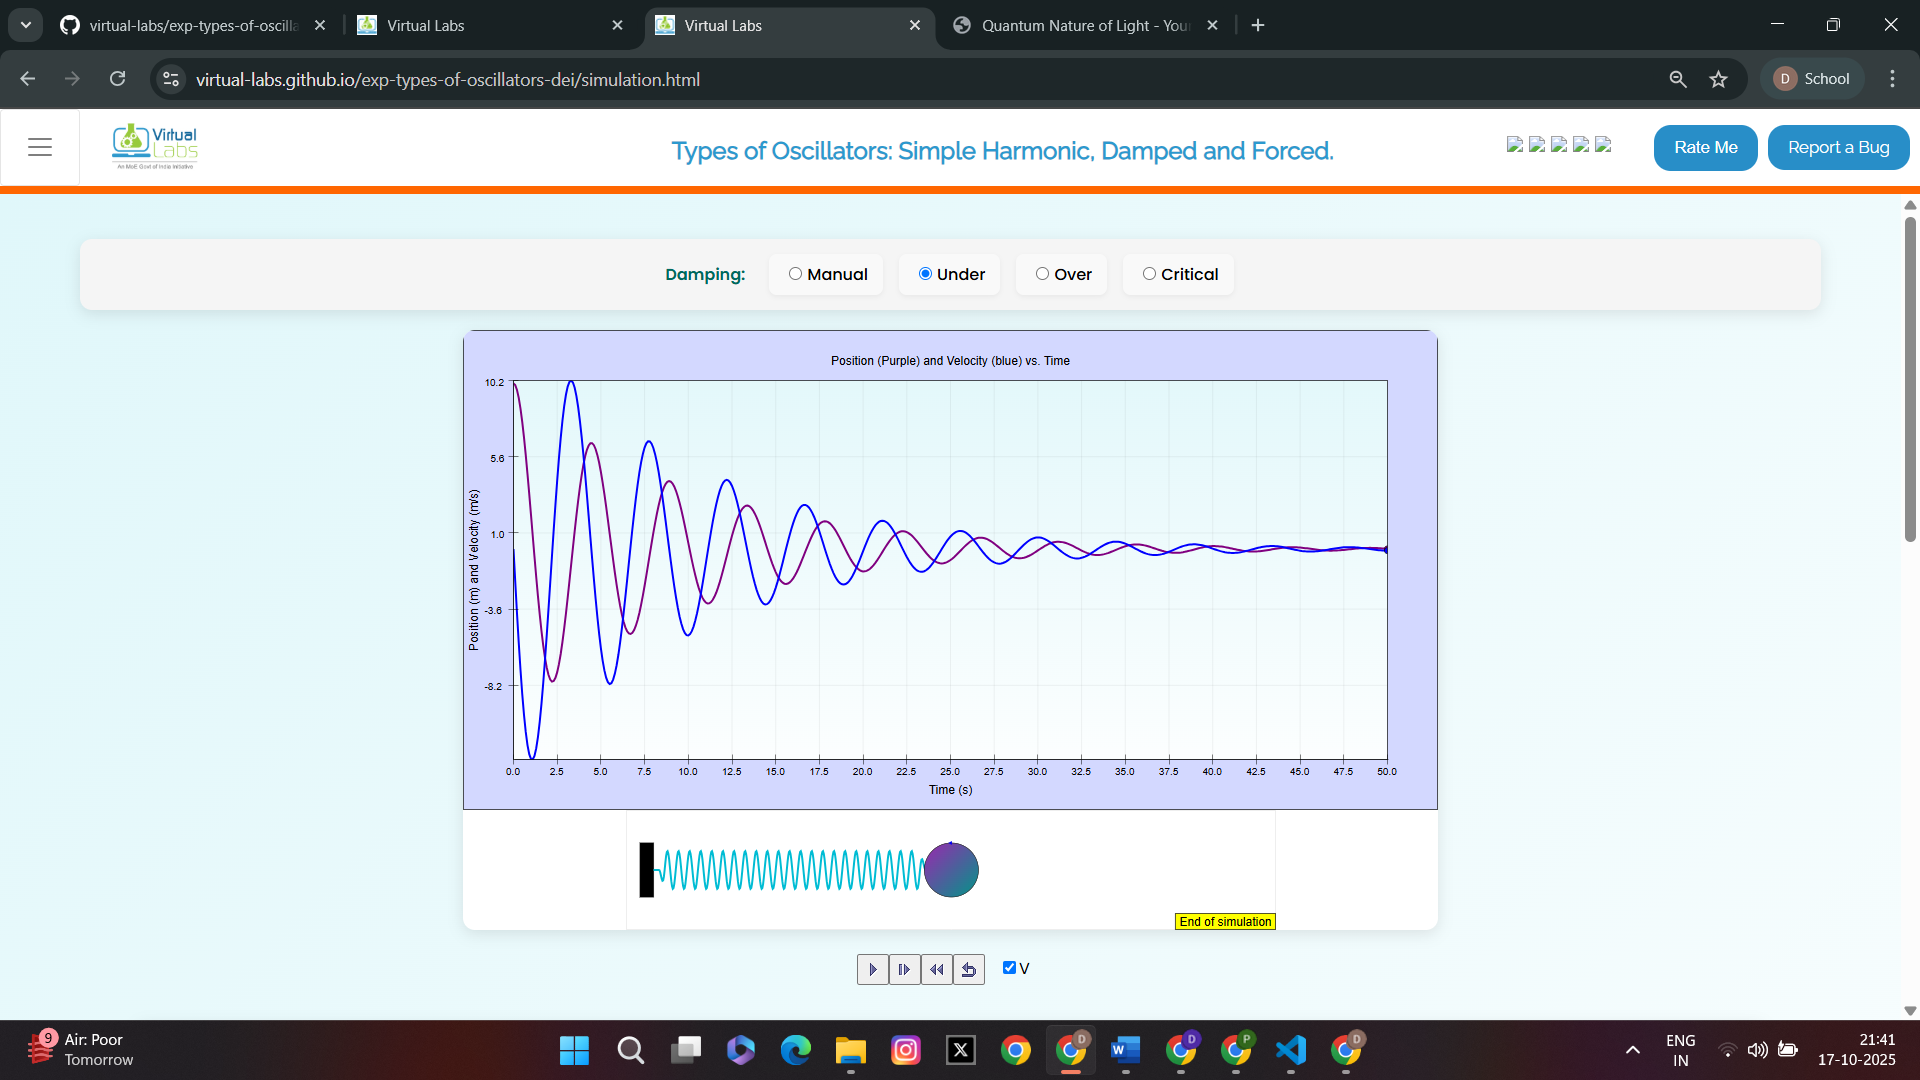 virtual-labs/exp-types-of-oscilla
Virtual Labs
Virtual Labs
Quantum Nature of Light - You
virtual-labs.github.io/exp-types-of-oscillators-dei/simulation.html
D School
Virtual
Labs
An MoE Govt of India Initiative
Types of Oscillators: Simple Harmonic, Damped and Forced.
Rate Me
Report a Bug
Damping: Manual Under Over Critical
Position (Purple) and Velocity (blue) vs. Time
Position (m) and Velocity (m/s)
10.2
5.6
1.0
-3.6
-8.2
0.0 2.5 5.0 7.5 10.0 12.5 15.0 17.5 20.0 22.5 25.0 27.5 30.0 32.5 35.0 37.5 40.0 42.5 45.0 47.5 50.0
Time (s)
End of simulation
V
9
Air: Poor
Tomorrow
D
W
D
P
D
ENG
IN
21:41
17-10-2025